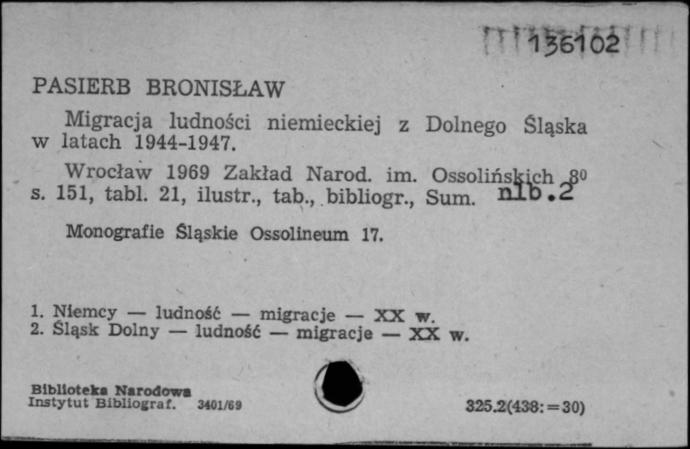 136102
PASIERB BRONISŁAW
Migracja ludności niemieckiej z Dolnego Śląska
w latach 1944-1947.
Wrocław 1969 Zakład Narod. im. Ossolińskich 8⁰
s. 151, tabl. 21, ilustr., tab., bibliogr., Sum. nlb.2
Monografie Śląskie Ossolineum 17.
1. Niemcy — ludność — migracje — XX w.
2. Śląsk Dolny — ludność — migracje — XX w.
Biblioteka Narodowa
Instytut Bibliograf. 3401/69
325.2(438:=30)